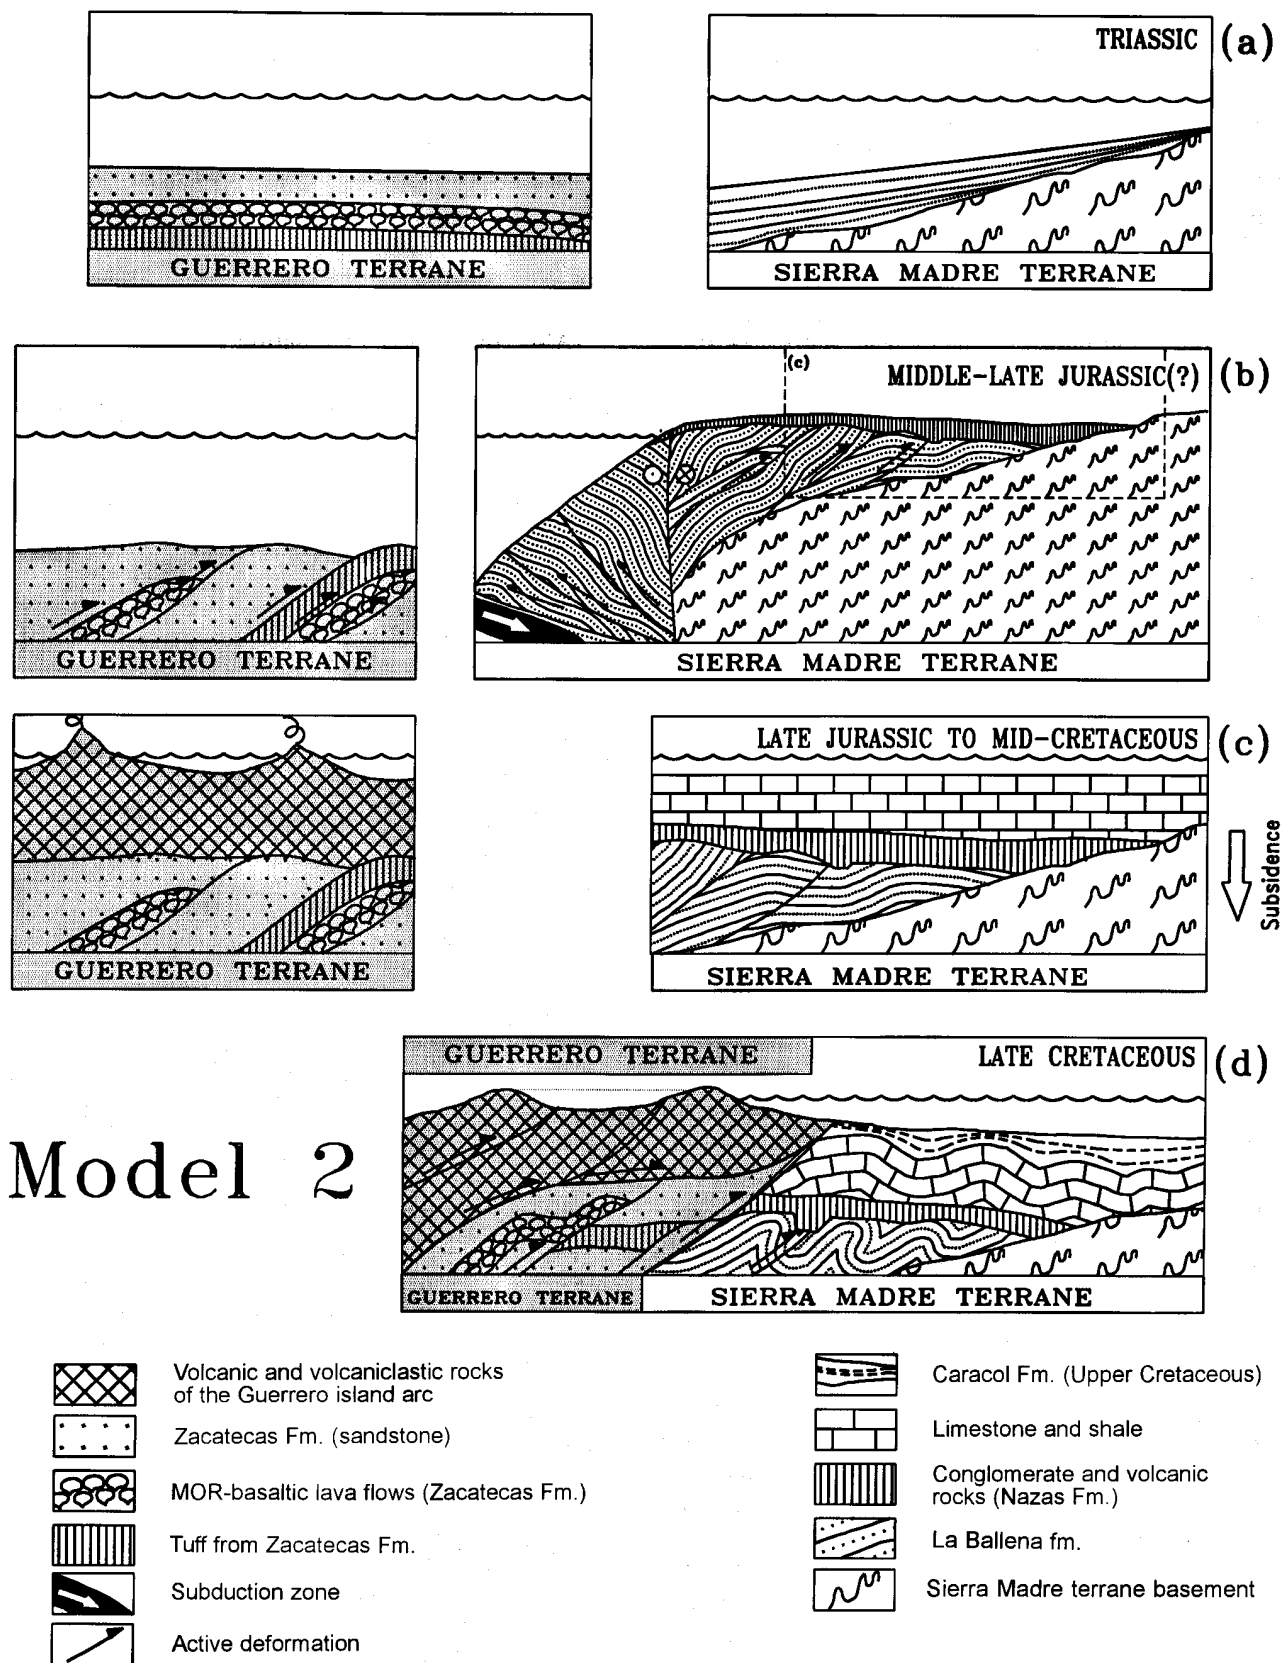 TRIASSIC (a)
GUERRERO TERRANE
SIERRA MADRE TERRANE
(c)
MIDDLE-LATE JURASSIC(?) (b)
GUERRERO TERRANE
SIERRA MADRE TERRANE
LATE JURASSIC TO MID-CRETACEOUS (c)
Subsidence
GUERRERO TERRANE
SIERRA MADRE TERRANE
GUERRERO TERRANE
LATE CRETACEOUS (d)
Model 2
GUERRERO TERRANE
SIERRA MADRE TERRANE
Volcanic and volcaniclastic rocks
of the Guerrero island arc
Zacatecas Fm. (sandstone)
MOR-basaltic lava flows (Zacatecas Fm.)
Tuff from Zacatecas Fm.
Subduction zone
Active deformation
Caracol Fm. (Upper Cretaceous)
Limestone and shale
Conglomerate and volcanic
rocks (Nazas Fm.)
La Ballena fm.
Sierra Madre terrane basement